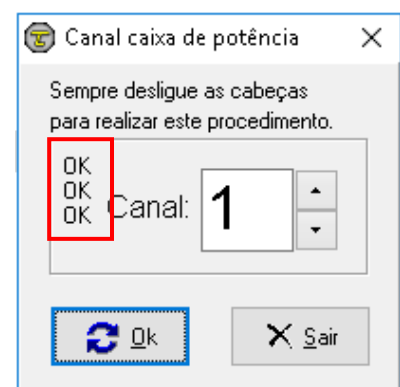 Canal caixa de potência
Sempre desligue as cabeças
para realizar este procedimento.
OK
OK
OK
Canal: 1
Ok
Sair